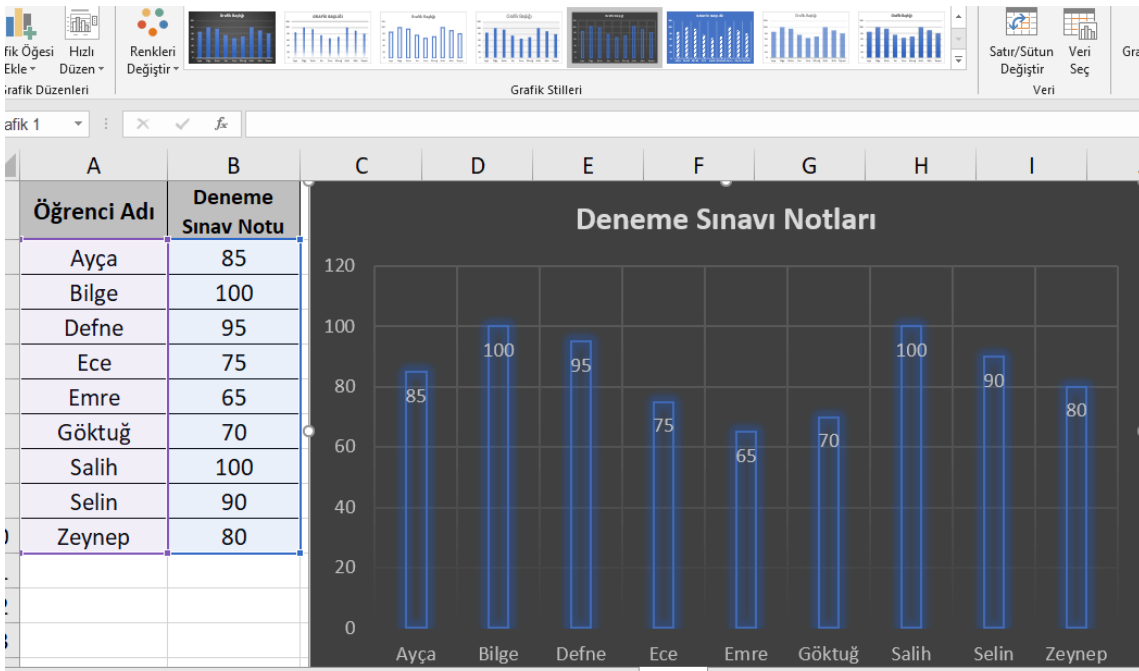 fik Öğesi Hızlı Renkleri Satır/Sütun Veri Gra
Ekle Düzen Değiştir Değiştir Seç
Grafik Düzenleri Grafik Stilleri Veri
afik 1 fx
A B C D E F G H I
Öğrenci Adı Deneme Sınav Notu
Ayça 85
Bilge 100
Defne 95
Ece 75
Emre 65
Göktuğ 70
Salih 100
Selin 90
Zeynep 80
Deneme Sınavı Notları
120
100
80
60
40
20
0
85 100 95 75 65 70 100 90 80
Ayça Bilge Defne Ece Emre Göktuğ Salih Selin Zeynep